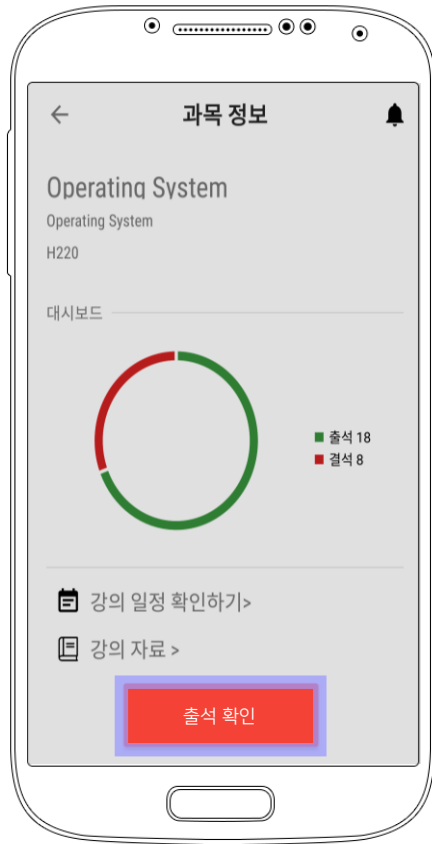 과목 정보
Operating System
Operating System
H220
대시보드
출석 18
결석 8
강의 일정 확인하기>
강의 자료 >
출석 확인